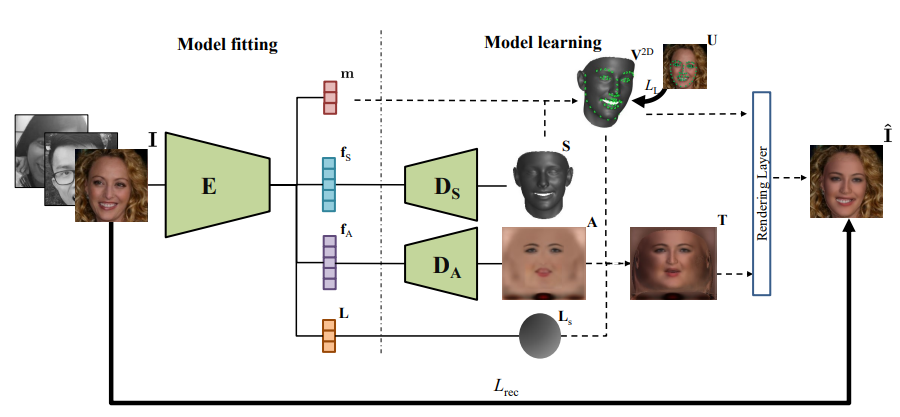 Model fitting
Model learning
m
V2D
U
LL
I
E
fS
DS
S
Î
fA
DA
A
T
L
Ls
Rendering Layer
Lrec